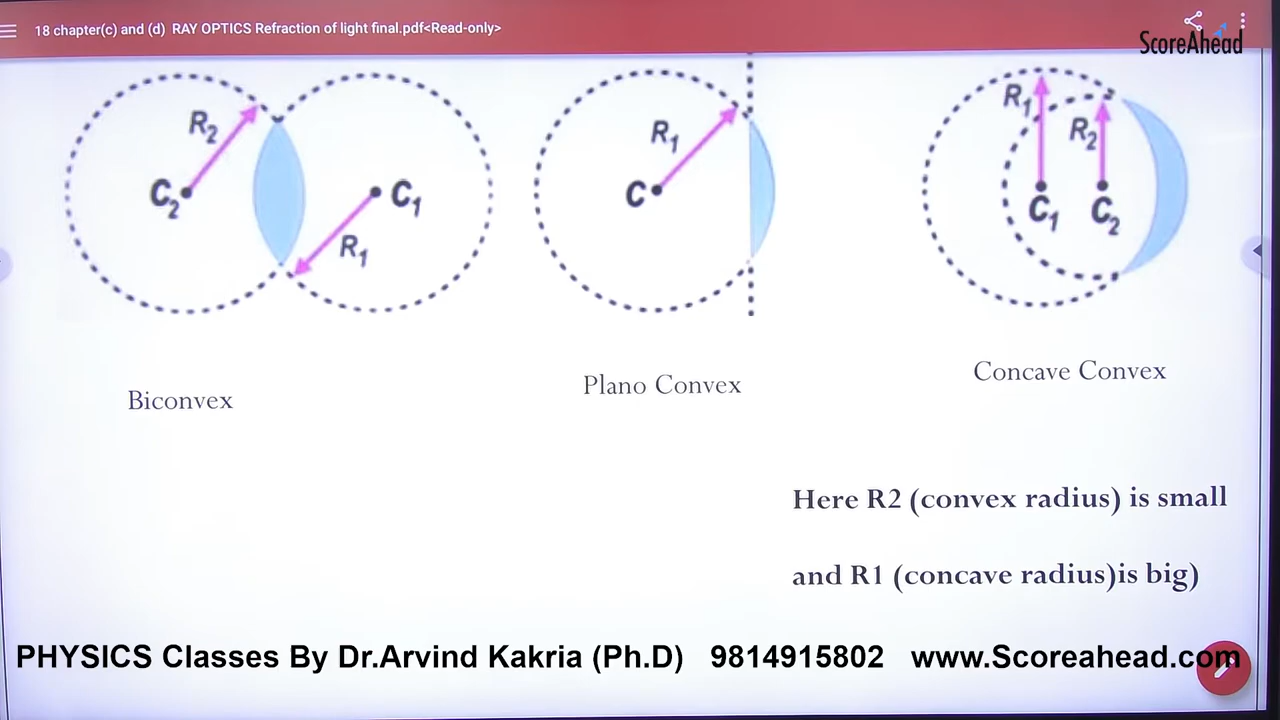 18 chapter(c) and (d) RAY OPTICS Refraction of light final.pdf<Read-only>
ScoreAhead
R2
C2
C1
R1
R1
C
R1
R2
C1
C2
Biconvex
Plano Convex
Concave Convex
Here R2 (convex radius) is small
and R1 (concave radius)is big)
PHYSICS Classes By Dr.Arvind Kakria (Ph.D) 9814915802 www.Scoreahead.com